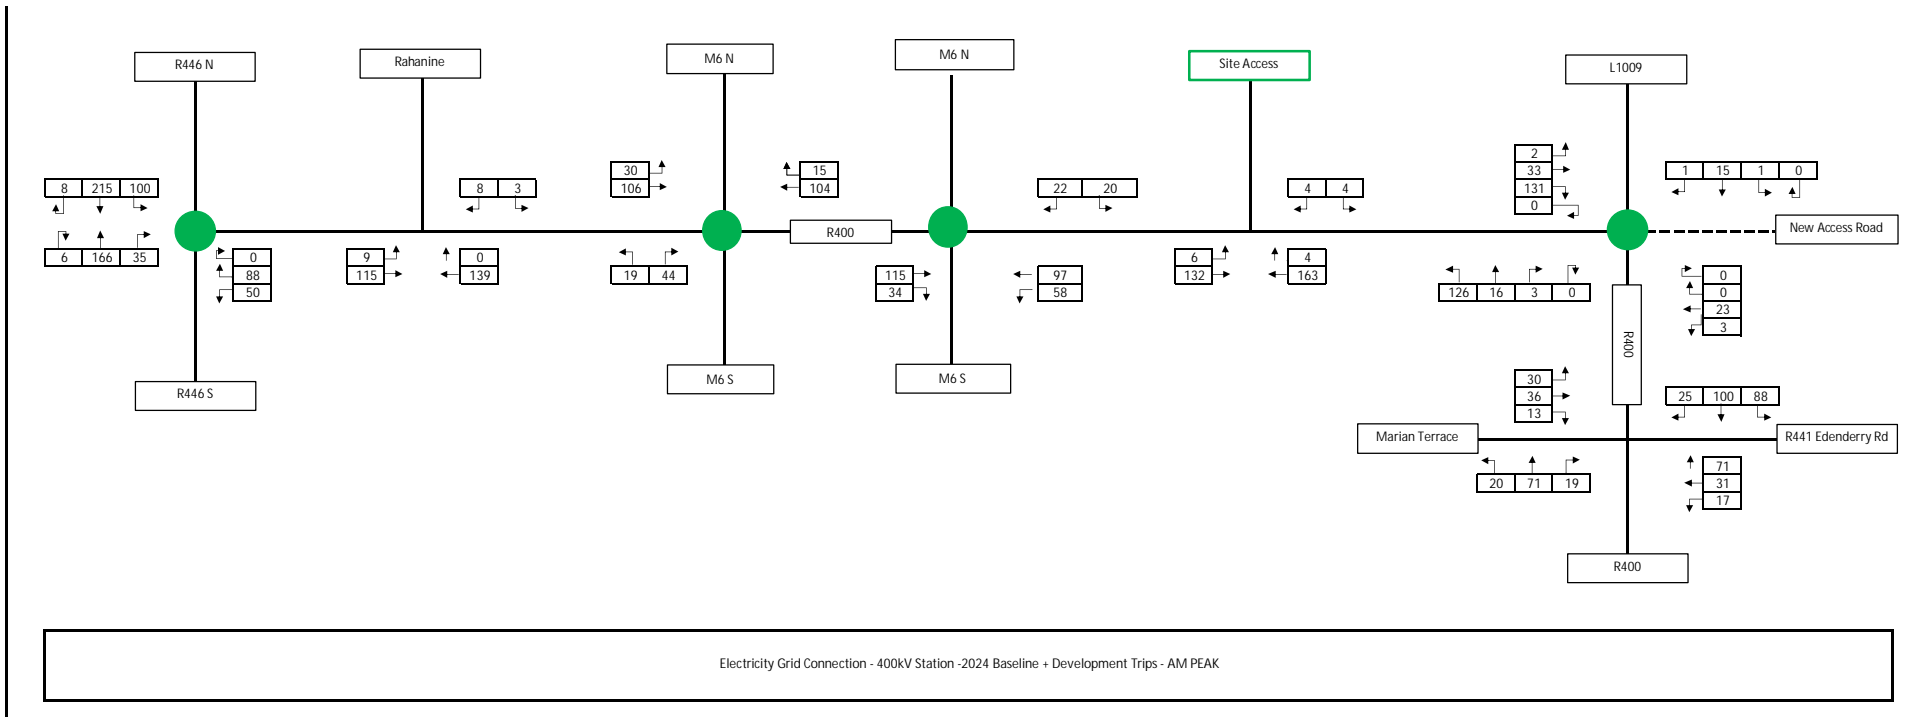 R446 N
Rahanine
M6 N
M6 N
Site Access
L1009
8 215 100
6 166 35
0
88
50
R446 S
8 3
9
115
0
139
30
106
15
104
19 44
R400
M6 S
22 20
115
34
97
58
M6 S
4 4
6
132
4
163
2
33
131
0
1 15 1 0
New Access Road
126 16 3 0
0
0
23
3
R400
30
36
13
25 100 88
Marian Terrace
R441 Edenderry Rd
20 71 19
71
31
17
R400
Electricity Grid Connection - 400kV Station -2024 Baseline + Development Trips - AM PEAK